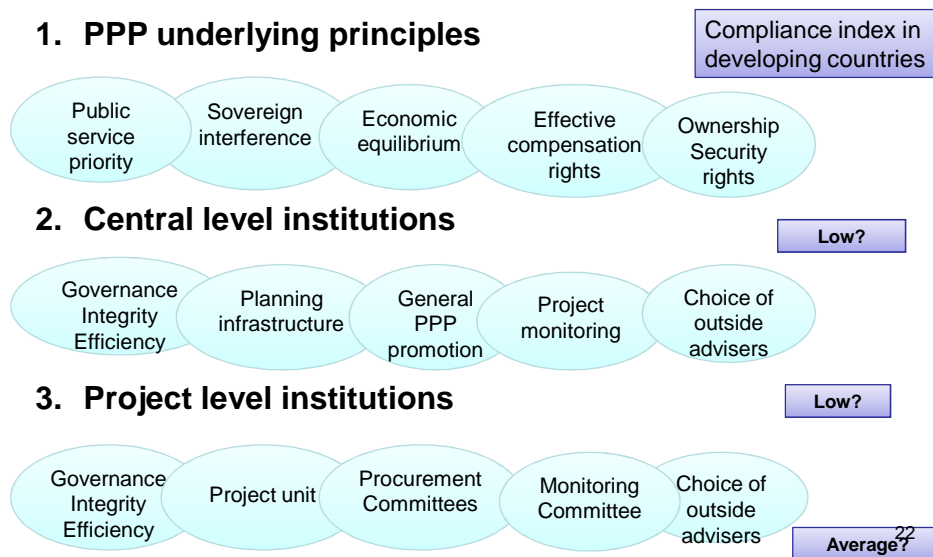 1. PPP underlying principles
Compliance index in
developing countries
Public
service
priority
Sovereign
interference
Economic
equilibrium
Effective
compensation
rights
Ownership
Security
rights
2. Central level institutions
Low?
Governance
Integrity
Efficiency
Planning
infrastructure
General
PPP
promotion
Project
monitoring
Choice of
outside
advisers
3. Project level institutions
Low?
Governance
Integrity
Efficiency
Project unit
Procurement
Committees
Monitoring
Committee
Choice of
outside
advisers
Average?
22